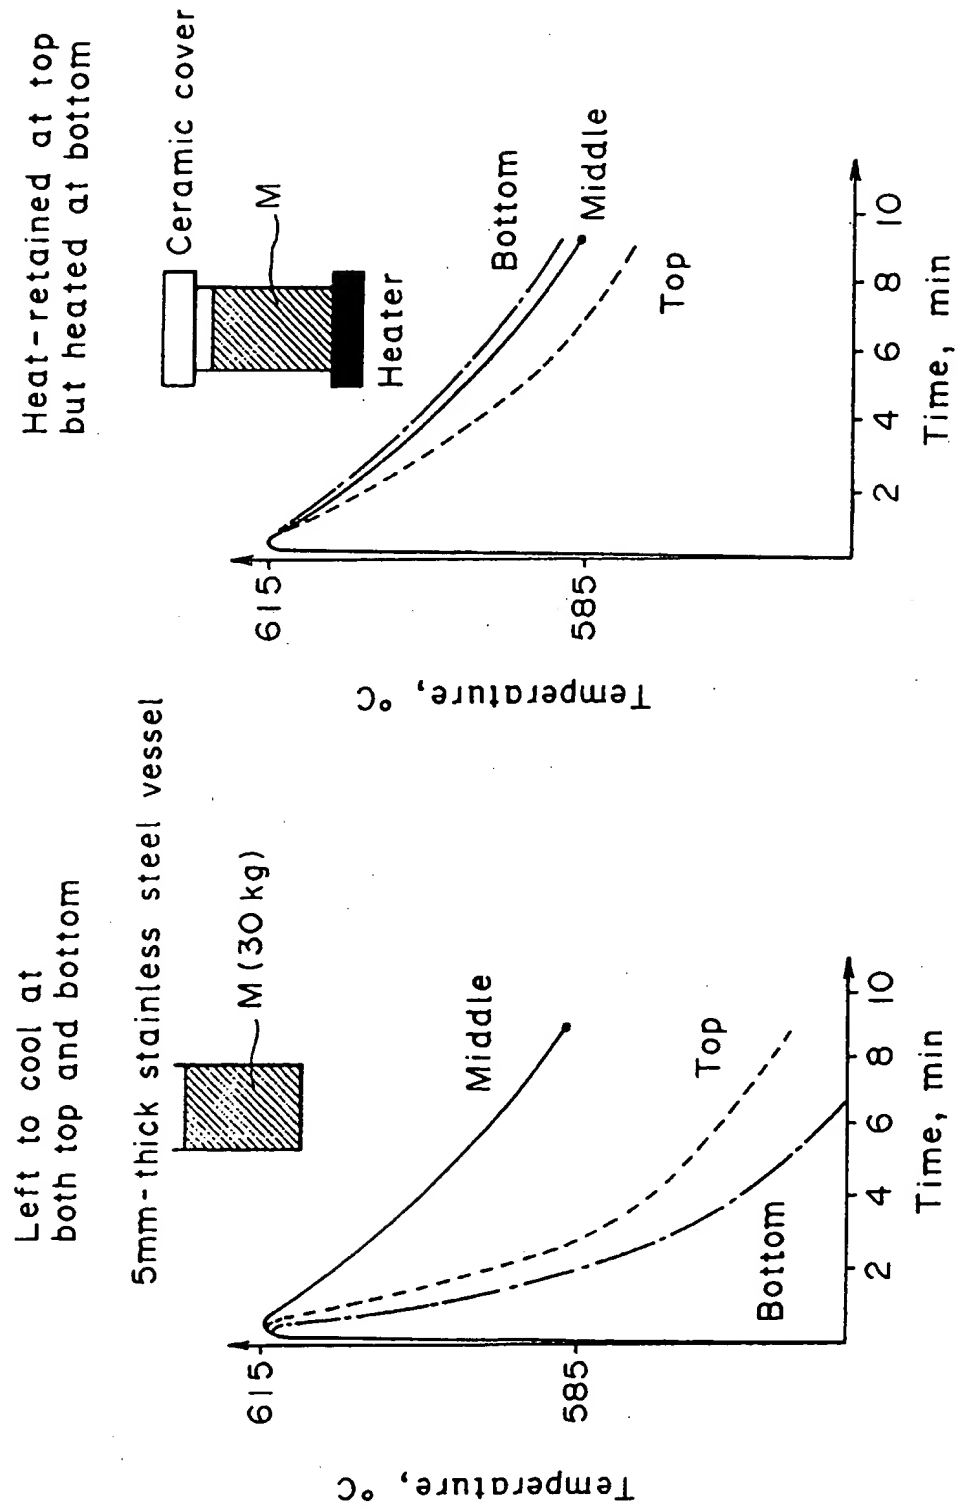 Left to cool at
both top and bottom
5mm-thick stainless steel vessel
M (30 kg)
Temperature, °C
615
585
Middle
Top
Bottom
2
4
6
8
10
Time, min
Heat-retained at top
but heated at bottom
Ceramic cover
M
Heater
Temperature, °C
615
585
Bottom
Middle
Top
2
4
6
8
10
Time, min